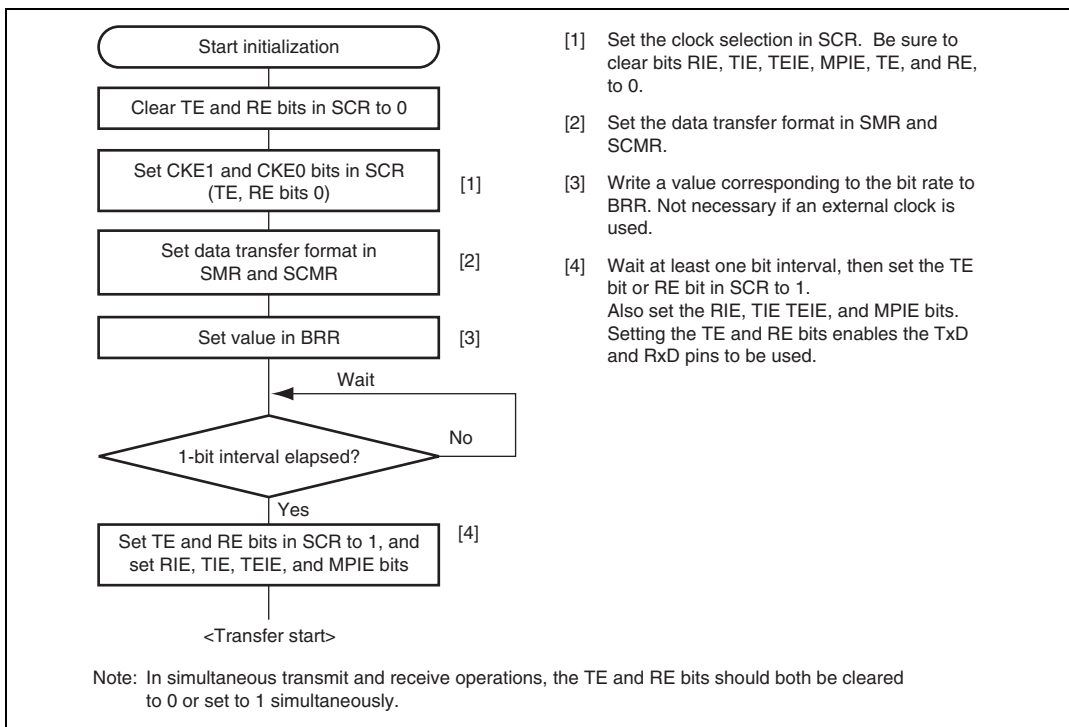 Start initialization
Clear TE and RE bits in SCR to 0
Set CKE1 and CKE0 bits in SCR
(TE, RE bits 0)
[1]
Set data transfer format in
SMR and SCMR
[2]
Set value in BRR
[3]
Wait
1-bit interval elapsed?
No
Yes
Set TE and RE bits in SCR to 1, and
set RIE, TIE, TEIE, and MPIE bits
[4]
<Transfer start>
[1] Set the clock selection in SCR. Be sure to
clear bits RIE, TIE, TEIE, MPIE, TE, and RE,
to 0.
[2] Set the data transfer format in SMR and
SCMR.
[3] Write a value corresponding to the bit rate to
BRR. Not necessary if an external clock is
used.
[4] Wait at least one bit interval, then set the TE
bit or RE bit in SCR to 1.
Also set the RIE, TIE TEIE, and MPIE bits.
Setting the TE and RE bits enables the TxD
and RxD pins to be used.
Note: In simultaneous transmit and receive operations, the TE and RE bits should both be cleared
to 0 or set to 1 simultaneously.